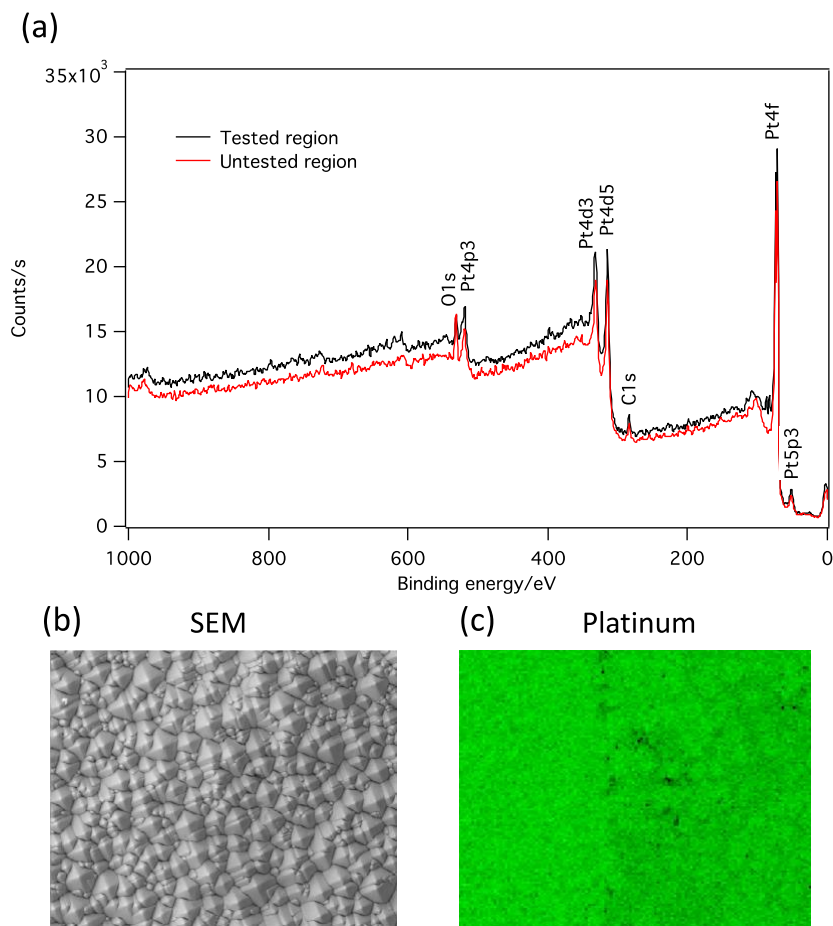 (a)
35x10³
30
25
20
15
10
5
0
Counts/s
Tested region
Untested region
O1s
Pt4p3
Pt4d3
Pt4d5
C1s
Pt4f
Pt5p3
1000
800
600
400
200
0
Binding energy/eV
(b)
SEM
(c)
Platinum